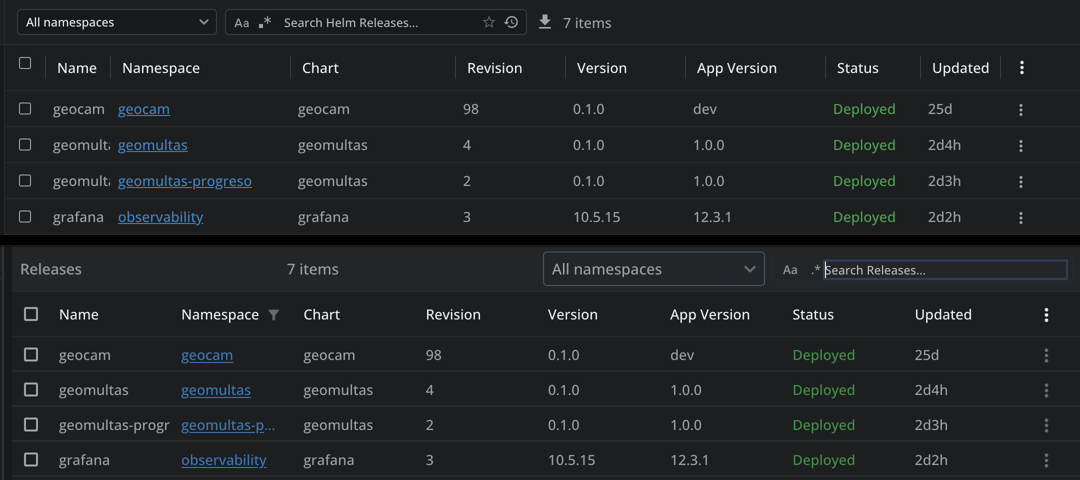 All namespaces Aa .* Search Helm Releases... 7 items
Name Namespace Chart Revision Version App Version Status Updated
geocam geocam geocam 98 0.1.0 dev Deployed 25d
geomult geomultas geomultas 4 0.1.0 1.0.0 Deployed 2d4h
geomult geomultas-progreso geomultas 2 0.1.0 1.0.0 Deployed 2d3h
grafana observability grafana 3 10.5.15 12.3.1 Deployed 2d2h
Releases 7 items All namespaces Aa .* Search Releases...
Name Namespace Chart Revision Version App Version Status Updated
geocam geocam geocam 98 0.1.0 dev Deployed 25d
geomultas geomultas geomultas 4 0.1.0 1.0.0 Deployed 2d4h
geomultas-progr geomultas-p... geomultas 2 0.1.0 1.0.0 Deployed 2d3h
grafana observability grafana 3 10.5.15 12.3.1 Deployed 2d2h